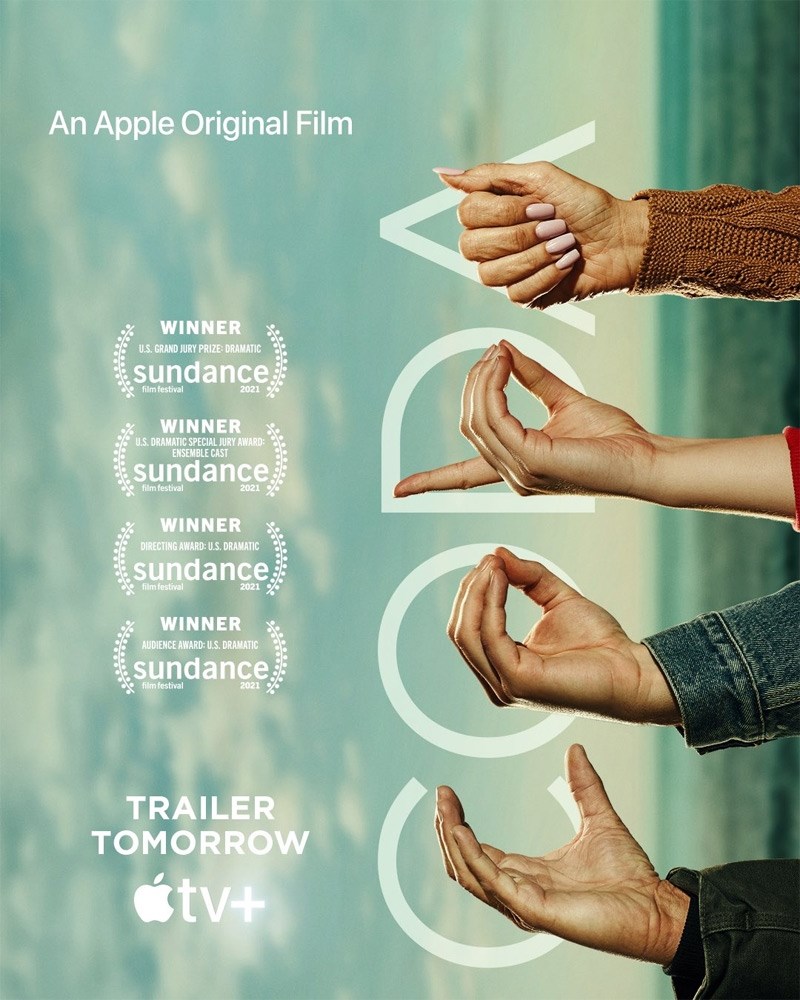 An Apple Original Film
WINNER
U.S. GRAND JURY PRIZE: DRAMATIC
sundance
film festival 2021
WINNER
U.S. DRAMATIC SPECIAL JURY AWARD:
ENSEMBLE CAST
sundance
film festival 2021
WINNER
DIRECTING AWARD: U.S. DRAMATIC
sundance
film festival 2021
WINNER
AUDIENCE AWARD: U.S. DRAMATIC
sundance
film festival 2021
TRAILER
TOMORROW
tv+
CODA